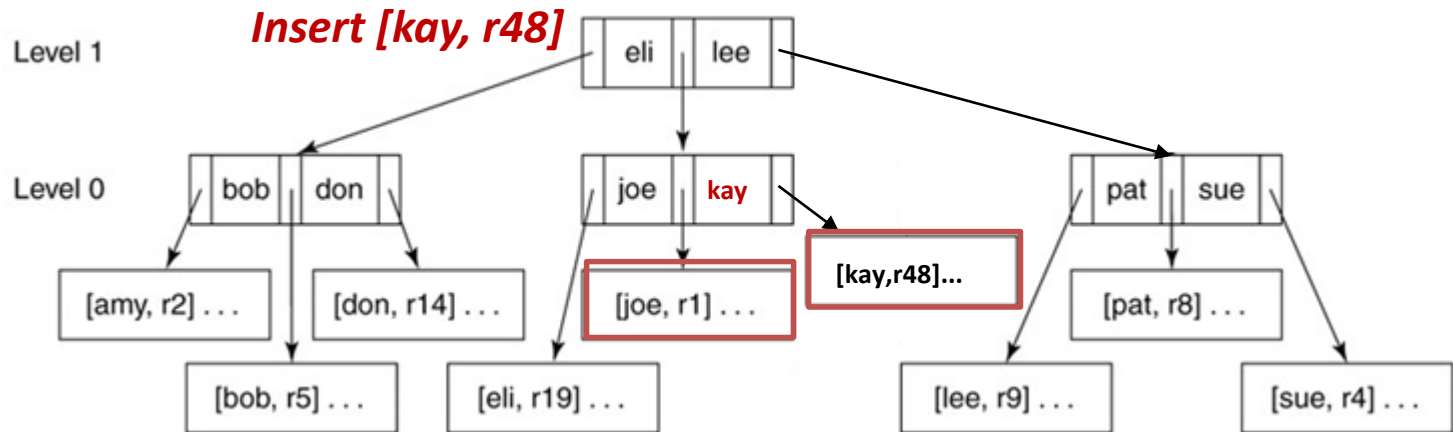 Insert [kay, r48]
Level 1
eli
lee
Level 0
bob
don
joe
kay
pat
sue
[amy, r2] . . .
[don, r14] . . .
[joe, r1] . . .
[kay,r48]...
[pat, r8] . . .
[bob, r5] . . .
[eli, r19] . . .
[lee, r9] . . .
[sue, r4] . . .